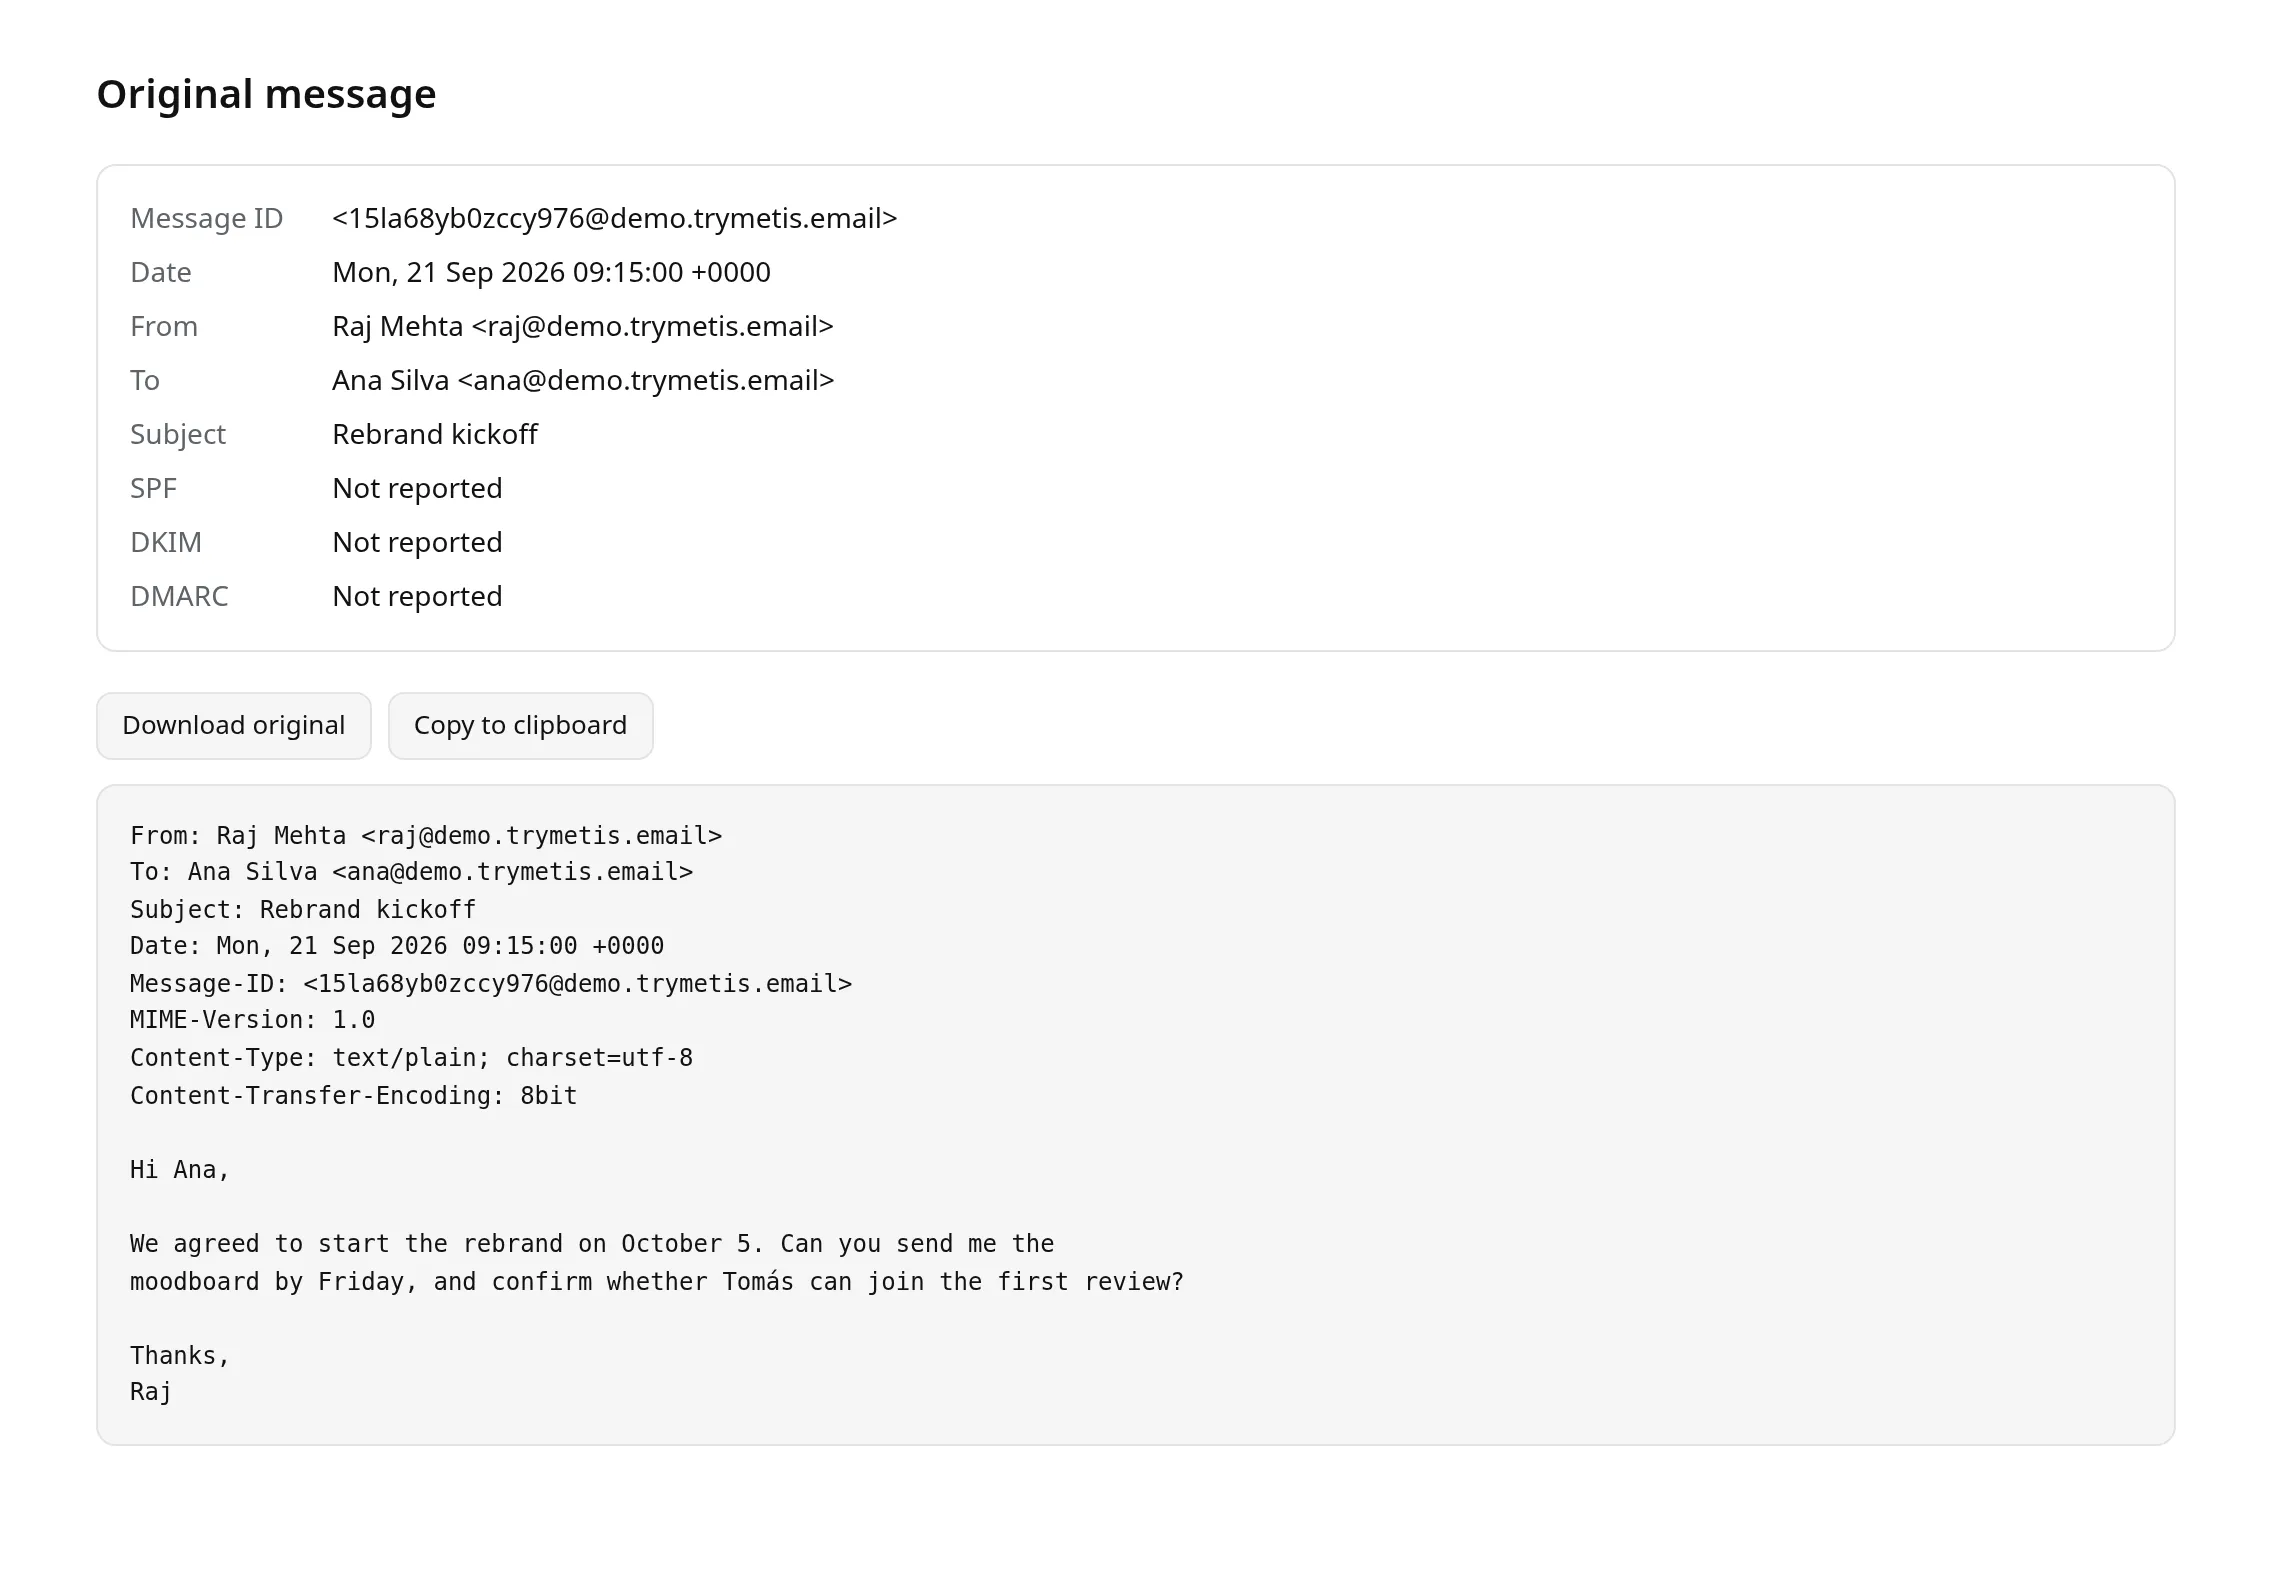 Original message
Message ID <15la68yb0zccy976@demo.trymetis.email>
Date Mon, 21 Sep 2026 09:15:00 +0000
From Raj Mehta <raj@demo.trymetis.email>
To Ana Silva <ana@demo.trymetis.email>
Subject Rebrand kickoff
SPF Not reported
DKIM Not reported
DMARC Not reported
Download original Copy to clipboard
From: Raj Mehta <raj@demo.trymetis.email>
To: Ana Silva <ana@demo.trymetis.email>
Subject: Rebrand kickoff
Date: Mon, 21 Sep 2026 09:15:00 +0000
Message-ID: <15la68yb0zccy976@demo.trymetis.email>
MIME-Version: 1.0
Content-Type: text/plain; charset=utf-8
Content-Transfer-Encoding: 8bit
Hi Ana,
We agreed to start the rebrand on October 5. Can you send me the
moodboard by Friday, and confirm whether Tomás can join the first review?
Thanks,
Raj